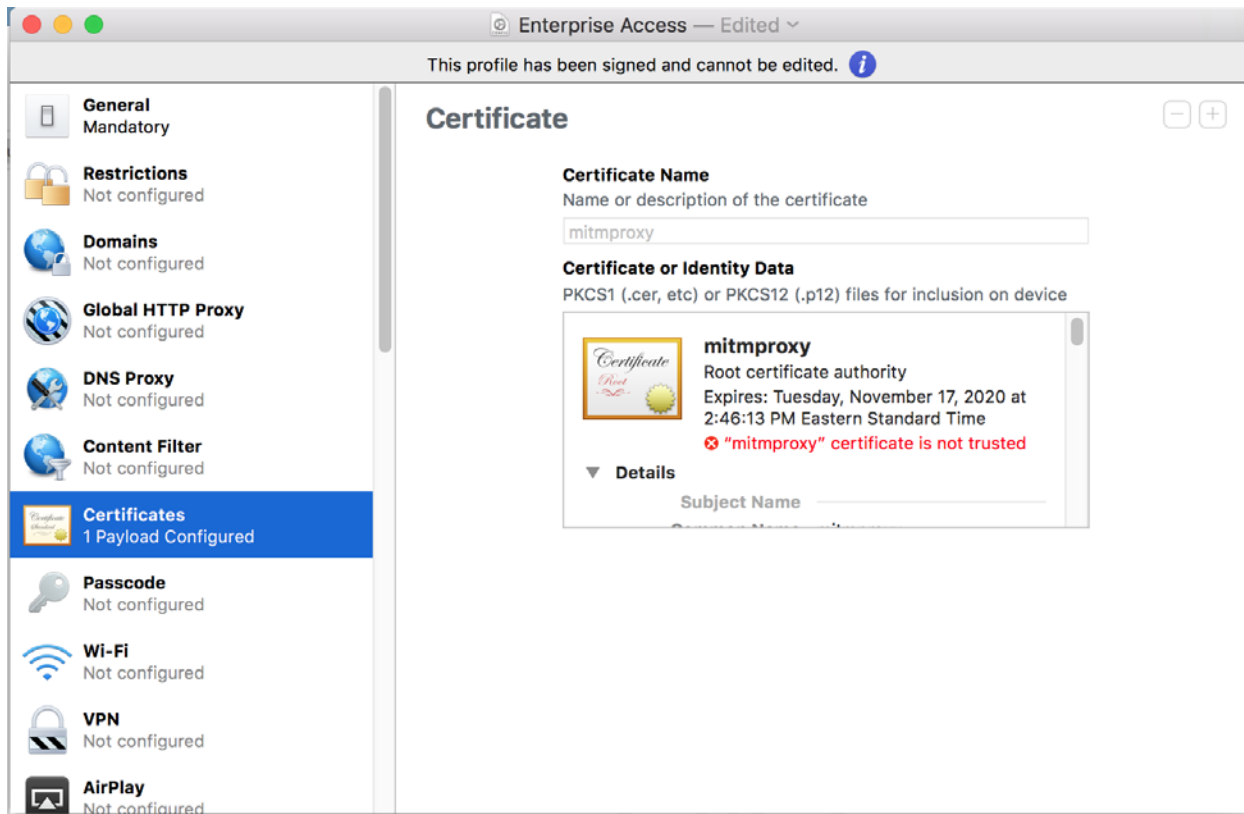 Enterprise Access — Edited
This profile has been signed and cannot be edited. i
General
Mandatory
Restrictions
Not configured
Domains
Not configured
Global HTTP Proxy
Not configured
DNS Proxy
Not configured
Content Filter
Not configured
Certificates
1 Payload Configured
Passcode
Not configured
Wi-Fi
Not configured
VPN
Not configured
AirPlay
Not configured
Certificate
Certificate Name
Name or description of the certificate
mitmproxy
Certificate or Identity Data
PKCS1 (.cer, etc) or PKCS12 (.p12) files for inclusion on device
Certificate
Root
mitmproxy
Root certificate authority
Expires: Tuesday, November 17, 2020 at
2:46:13 PM Eastern Standard Time
“mitmproxy” certificate is not trusted
Details
Subject Name